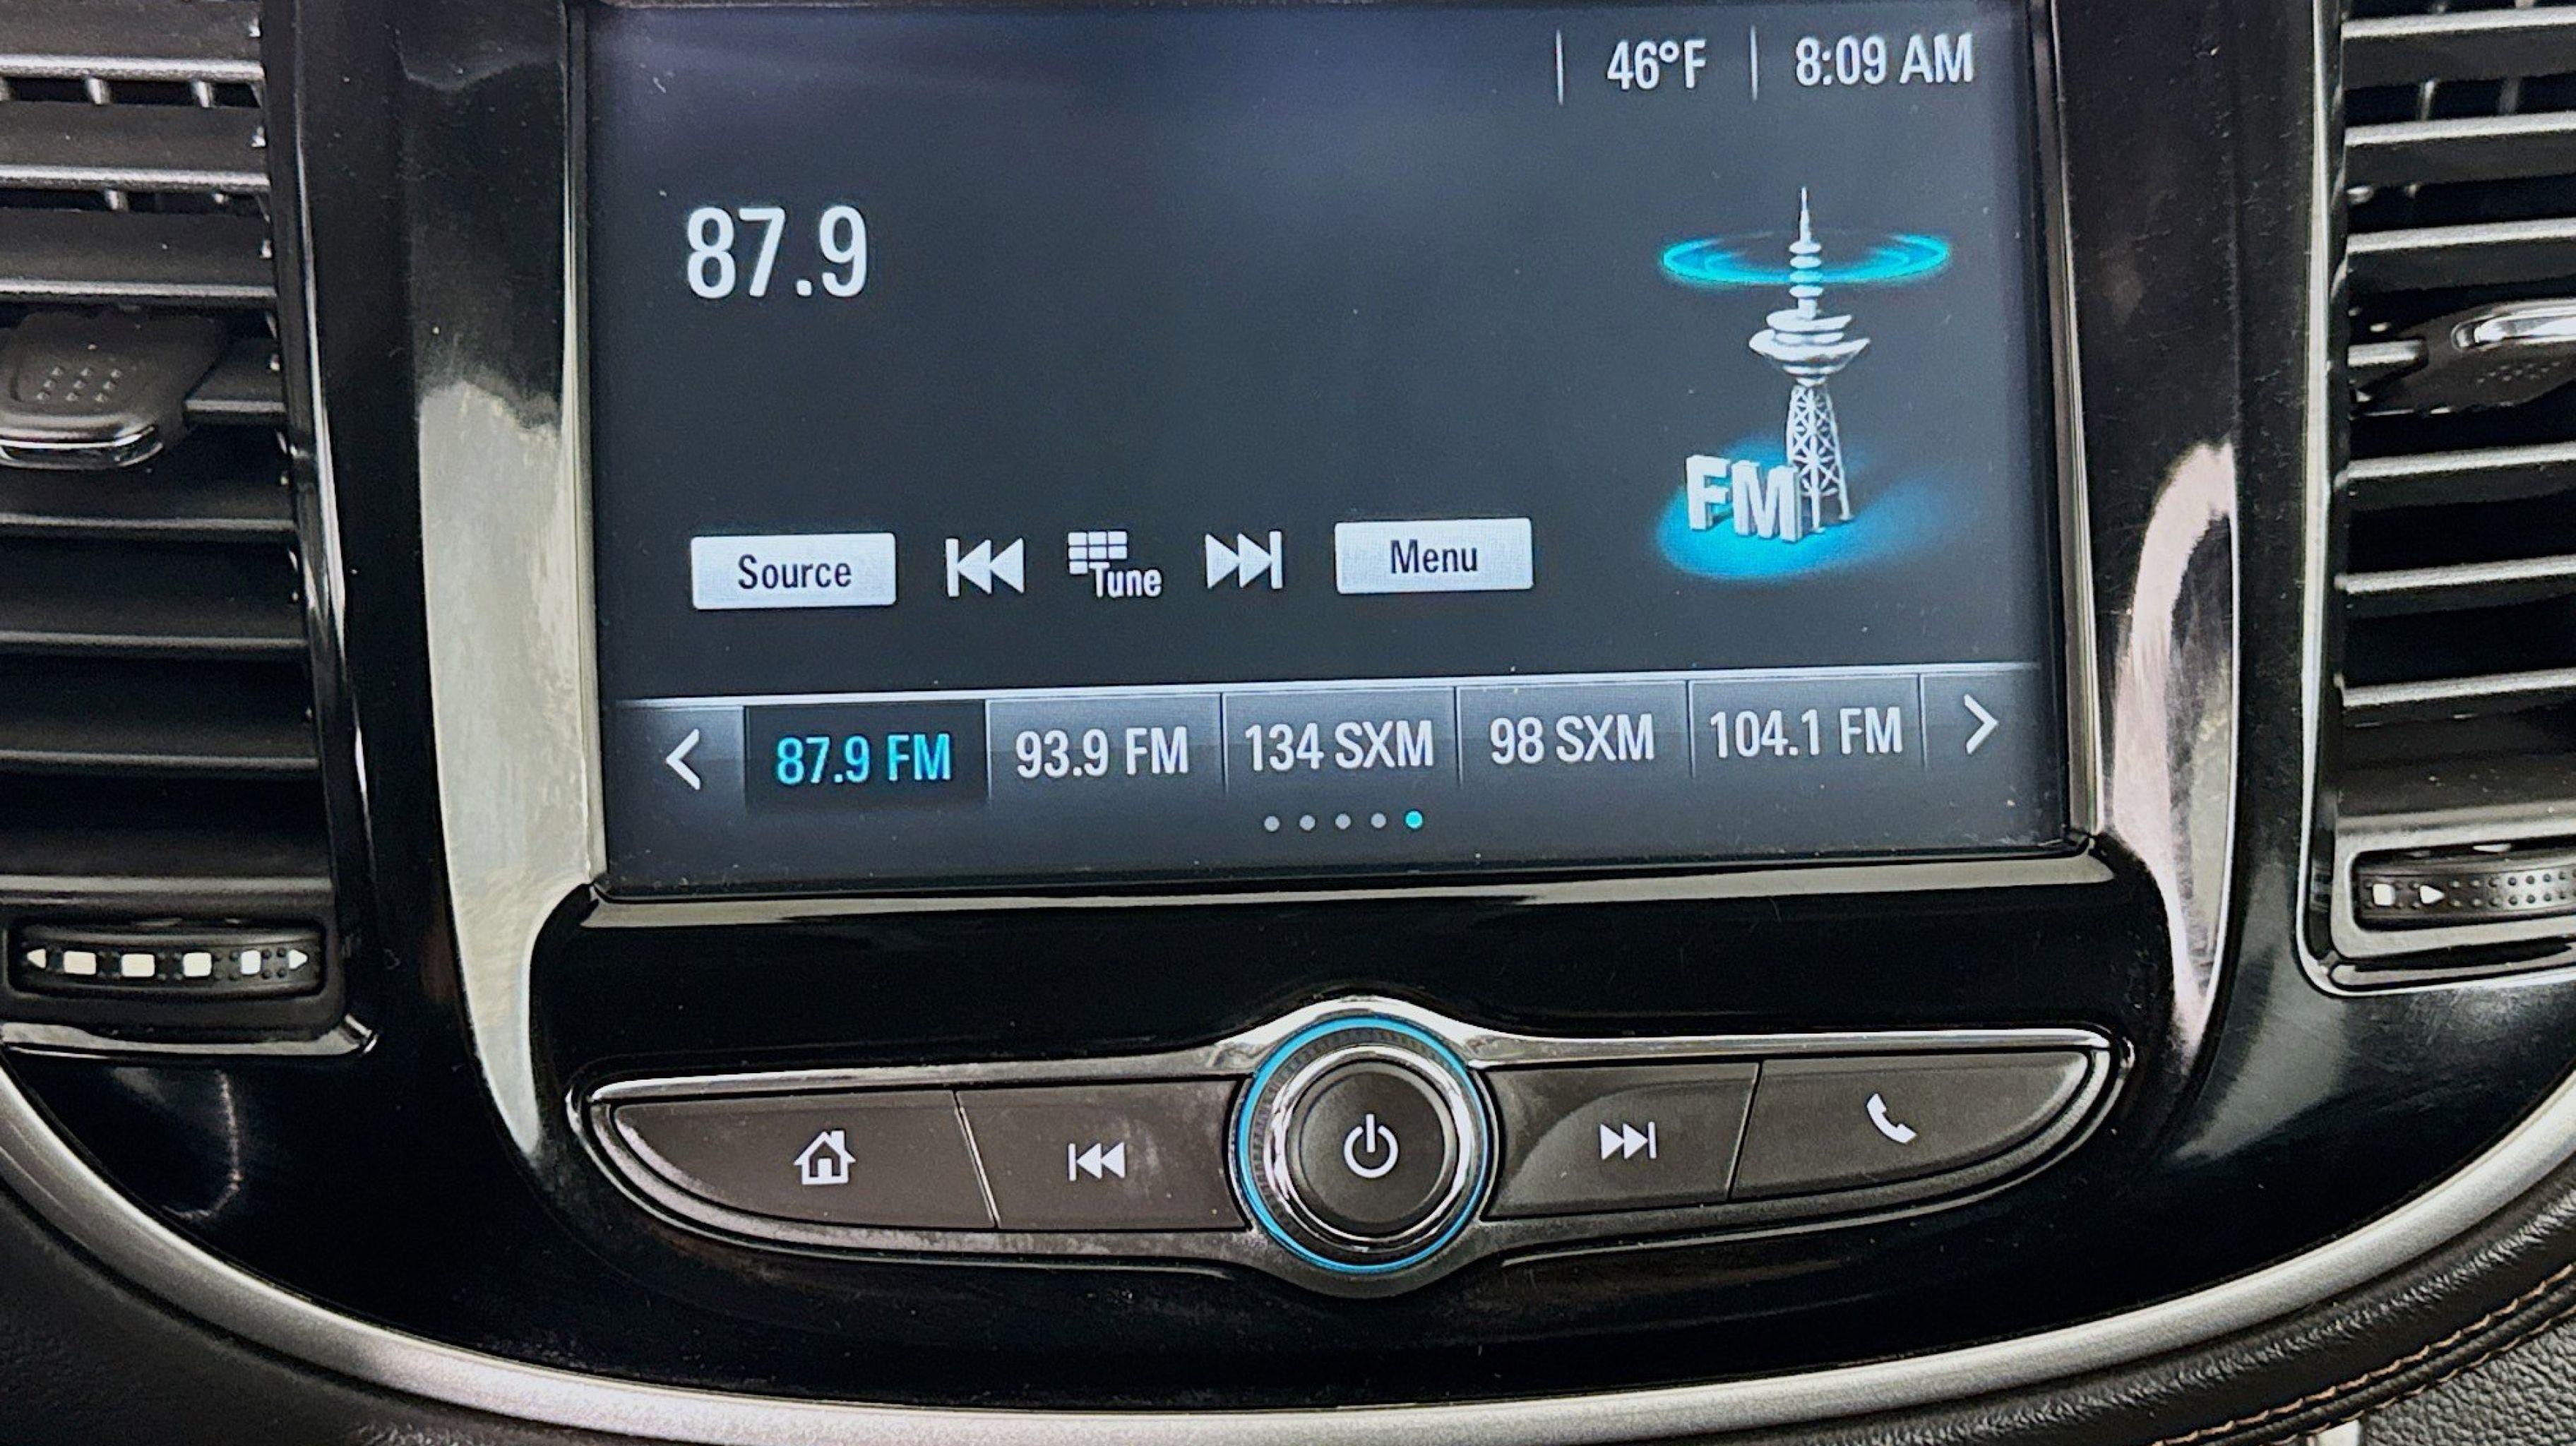 46°F 8:09 AM
87.9
FM
Source Tune Menu
87.9 FM 93.9 FM 134 SXM 98 SXM 104.1 FM